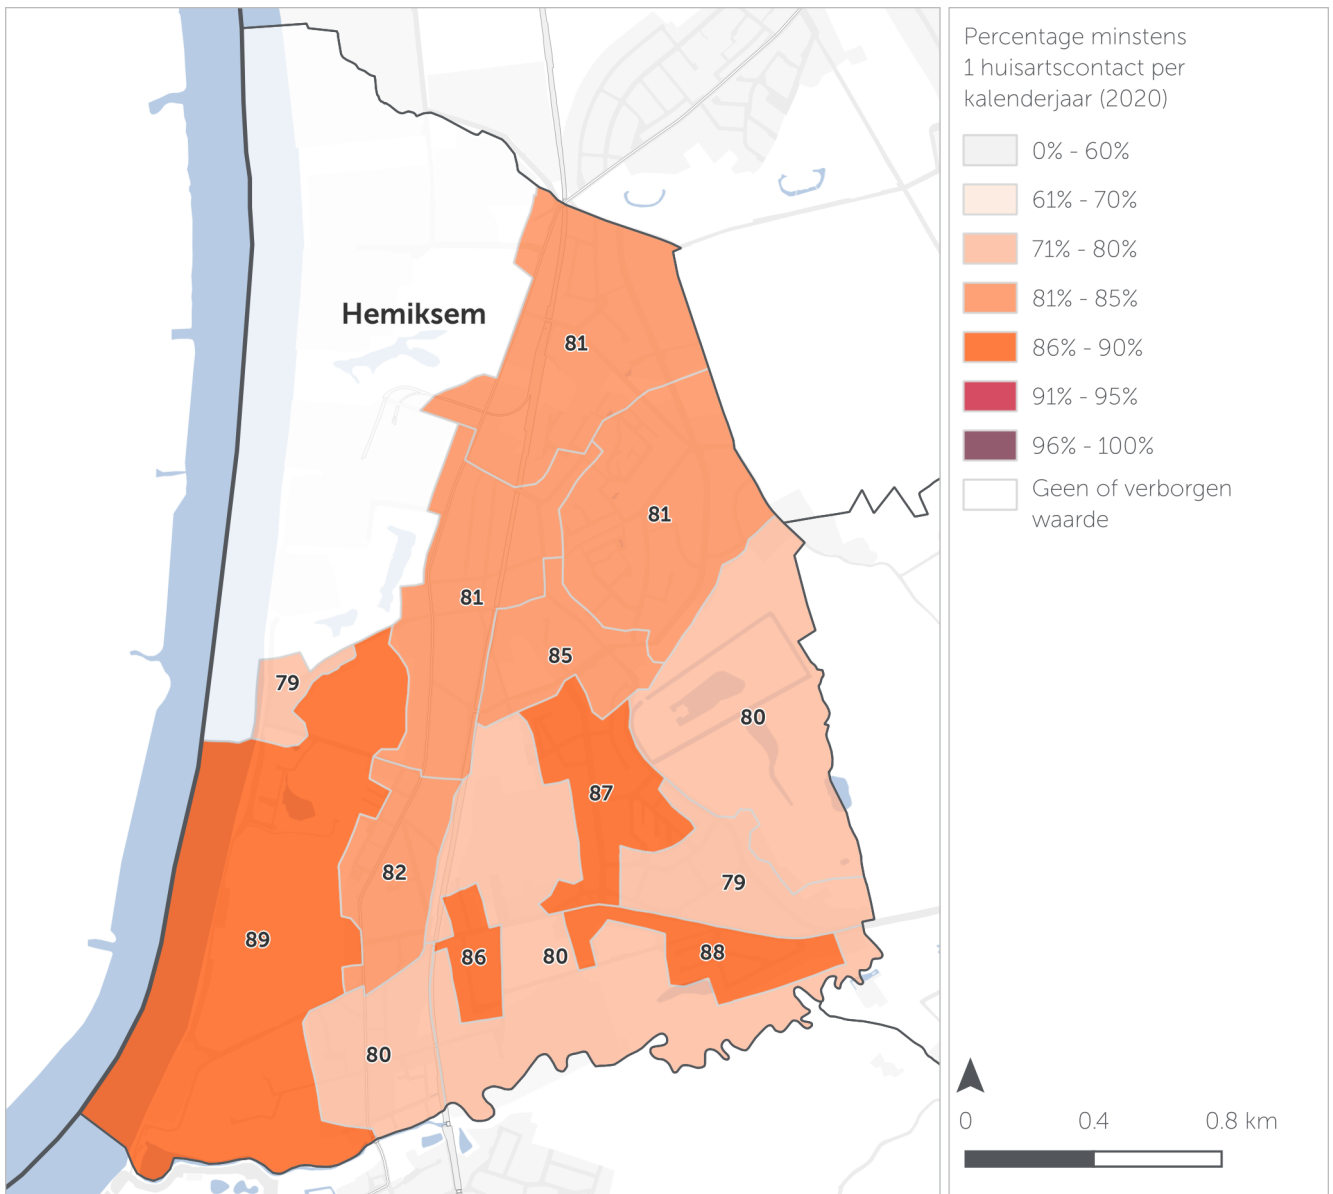 Hemiksem
81
81
81
85
79
80
87
82
79
89
86
80
88
80
Percentage minstens
1 huisartscontact per
kalenderjaar (2020)
0% - 60%
61% - 70%
71% - 80%
81% - 85%
86% - 90%
91% - 95%
96% - 100%
Geen of verborgen
waarde
0 0.4 0.8 km